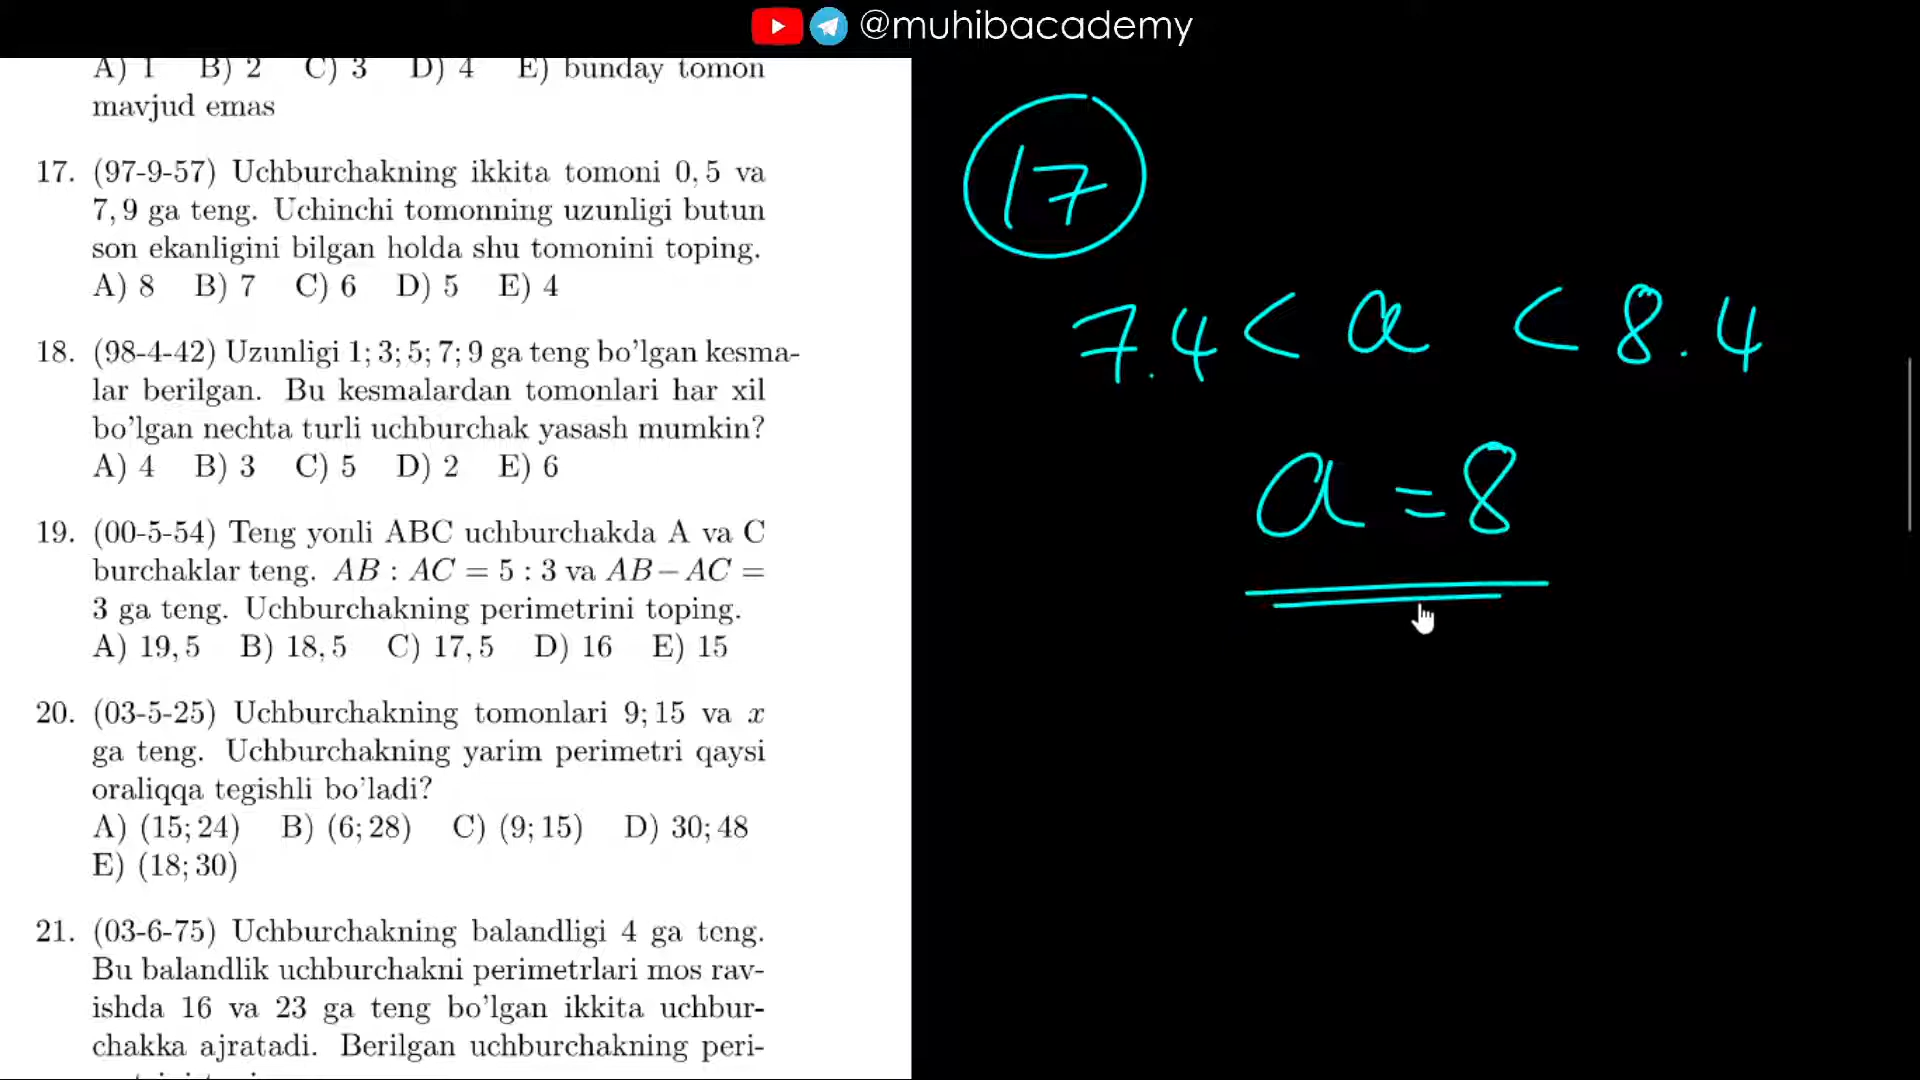 @muhibacademy
A) 1 B) 2 C) 3 D) 4 E) bunday tomon
mavjud emas
17. (97-9-57) Uchburchakning ikkita tomoni 0,5 va
7,9 ga teng. Uchinchi tomonning uzunligi butun
son ekanligini bilgan holda shu tomonini toping.
A) 8 B) 7 C) 6 D) 5 E) 4
18. (98-4-42) Uzunligi 1; 3; 5; 7; 9 ga teng bo'lgan kesma-
lar berilgan. Bu kesmalardan tomonlari har xil
bo'lgan nechta turli uchburchak yasash mumkin?
A) 4 B) 3 C) 5 D) 2 E) 6
19. (00-5-54) Teng yonli ABC uchburchakda A va C
burchaklar teng. AB : AC = 5 : 3 va AB − AC =
3 ga teng. Uchburchakning perimetrini toping.
A) 19,5 B) 18,5 C) 17,5 D) 16 E) 15
20. (03-5-25) Uchburchakning tomonlari 9; 15 va x
ga teng. Uchburchakning yarim perimetri qaysi
oraliqqa tegishli bo'ladi?
A) (15; 24) B) (6; 28) C) (9; 15) D) 30; 48
E) (18; 30)
21. (03-6-75) Uchburchakning balandligi 4 ga teng.
Bu balandlik uchburchakni perimetrlari mos rav-
ishda 16 va 23 ga teng bo'lgan ikkita uchbur-
chakka ajratadi. Berilgan uchburchakning peri-
17
7.4 < a < 8.4
a = 8